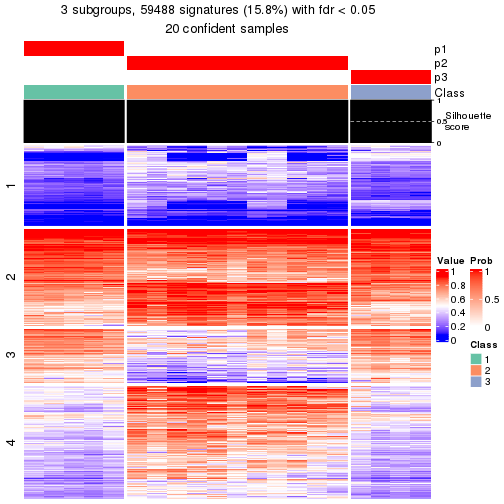 3 subgroups, 59488 signatures (15.8%) with fdr < 0.05
20 confident samples
p1
p2
p3
Class
1
0.5
0
Silhouette
score
1
2
3
4
Value
1
0.8
0.6
0.4
0.2
0
Prob
1
0.5
0
Class
1
2
3